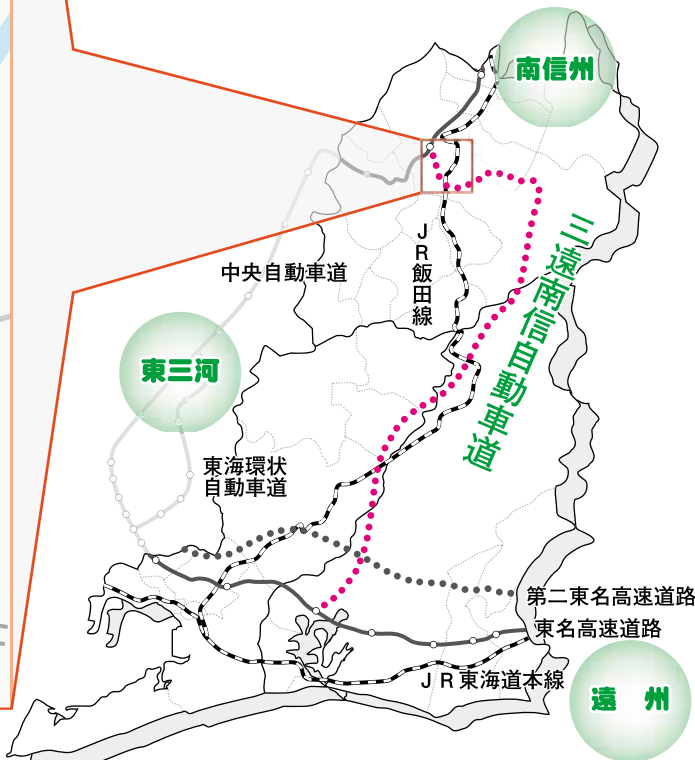 南信州
JR飯田線
中央自動車道
三遠南信自動車道
東三河
東海環状
自動車道
第二東名高速道路
東名高速道路
JR東海道本線
遠　州